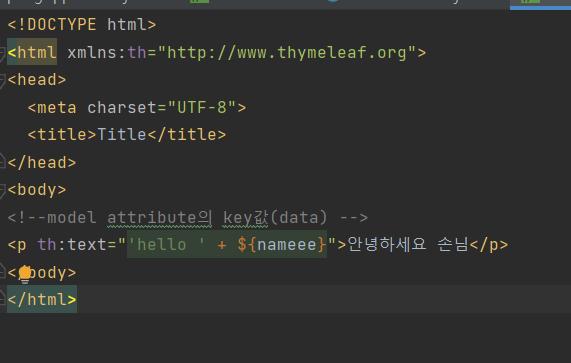 <!DOCTYPE html>
<html xmlns:th="http://www.thymeleaf.org">
<head>
<meta charset="UTF-8">
<title>Title</title>
</head>
<body>
<!--model attribute의 key값(data) -->
<p th:text="'hello ' + ${nameee}">안녕하세요 손님</p>
</body>
</html>